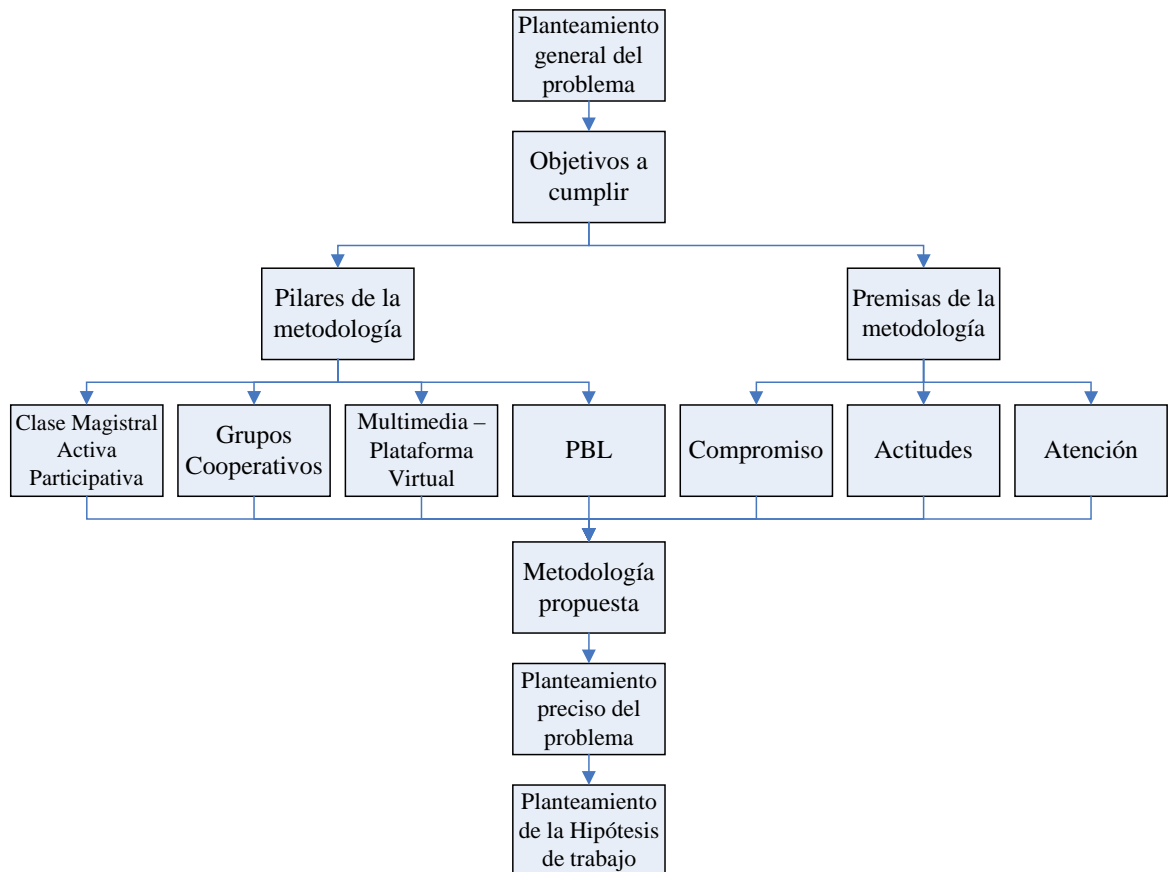 Planteamiento
general del
problema
Objetivos a
cumplir
Pilares de la
metodología
Premisas de la
metodología
Clase Magistral
Activa
Participativa
Grupos
Cooperativos
Multimedia –
Plataforma
Virtual
PBL
Compromiso
Actitudes
Atención
Metodología
propuesta
Planteamiento
preciso del
problema
Planteamiento
de la Hipótesis
de trabajo